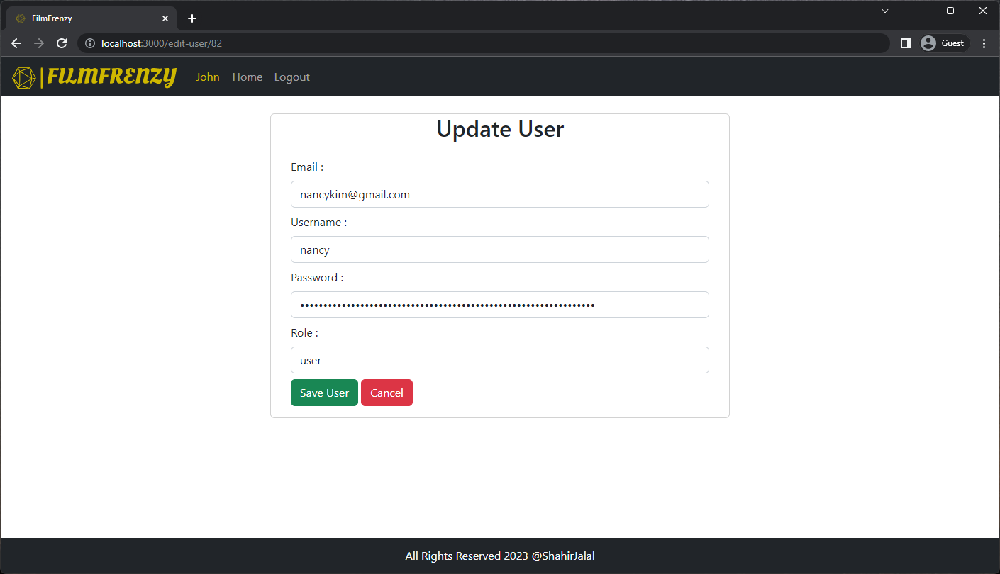 FilmFrenzy
localhost:3000/edit-user/82
Guest
FILMFRENZY
John Home Logout
Update User
Email :
nancykim@gmail.com
Username :
nancy
Password :
••••••••••••••••••••••••••••••••••••••••••••••••••••••••••••
Role :
user
Save User Cancel
All Rights Reserved 2023 @ShahirJalal